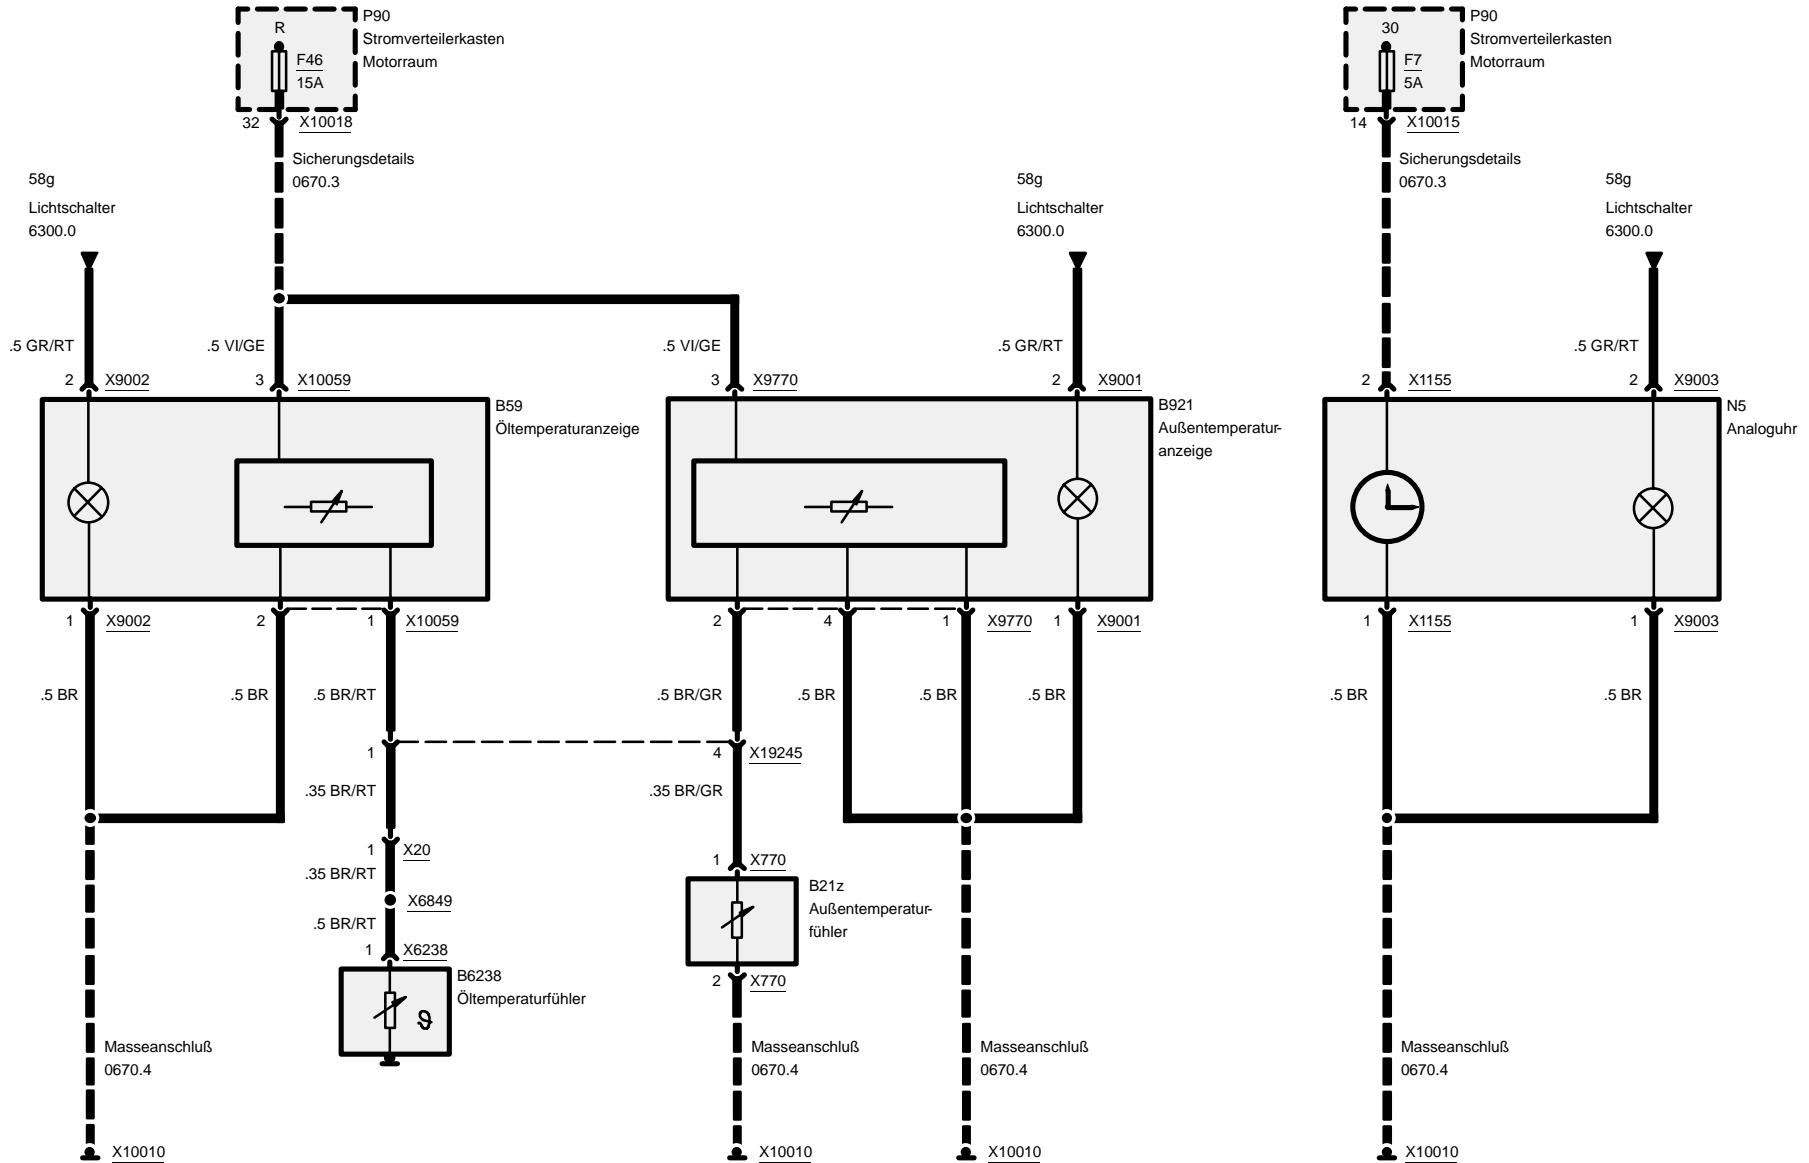 P90
Stromverteilerkasten
Motorraum
R
F46
15A
32 X10018
Sicherungsdetails
0670.3
P90
Stromverteilerkasten
Motorraum
30
F7
5A
14 X10015
Sicherungsdetails
0670.3
58g
Lichtschalter
6300.0
58g
Lichtschalter
6300.0
58g
Lichtschalter
6300.0
.5 GR/RT
.5 VI/GE
.5 VI/GE
.5 GR/RT
.5 GR/RT
2 X9002
3 X10059
3 X9770
2 X9001
2 X1155
2 X9003
B59
Öltemperaturanzeige
B921
Außentemperatur-
anzeige
N5
Analoguhr
1 X9002
2
1 X10059
2
4
1 X9770
1 X9001
1 X1155
1 X9003
.5 BR
.5 BR
.5 BR/RT
.5 BR/GR
.5 BR
.5 BR
.5 BR
.5 BR
.5 BR
1
4 X19245
.35 BR/RT
.35 BR/GR
1 X20
.35 BR/RT
X6849
.5 BR/RT
1 X6238
B6238
Öltemperaturfühler
ϑ
1 X770
B21z
Außentemperatur-
fühler
2 X770
Masseanschluß
0670.4
Masseanschluß
0670.4
Masseanschluß
0670.4
Masseanschluß
0670.4
X10010
X10010
X10010
X10010